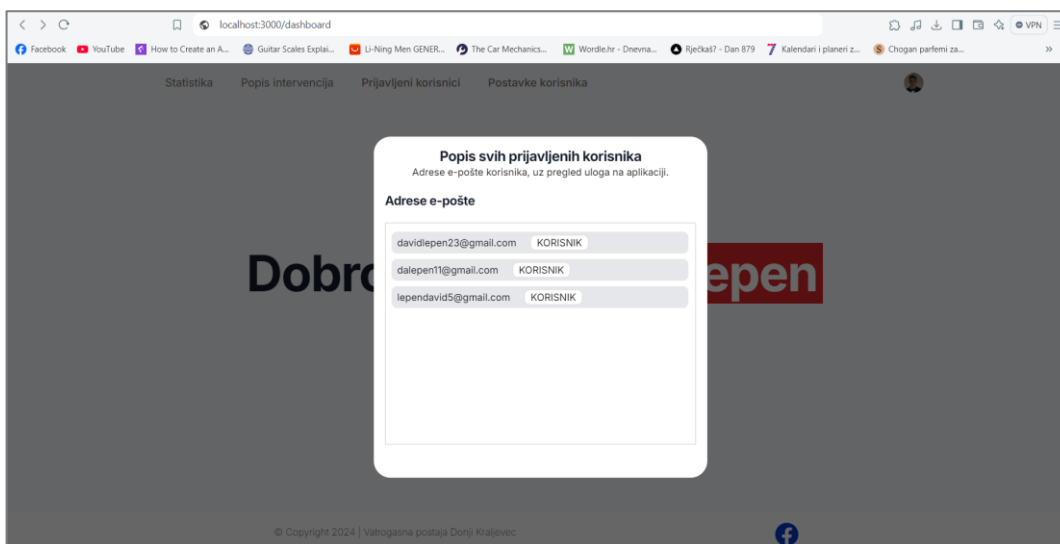 localhost:3000/dashboard
VPN
Facebook YouTube How to Create an A... Guitar Scales Explai... Li-Ning Men GENER... The Car Mechanics... Wordle.hr - Dnevna... Rječkaš? - Dan 879 Kalendari i planeri z... Chogan parfemi za... »
Statistika Popis intervencija Prijavljeni korisnici Postavke korisnika
Popis svih prijavljenih korisnika
Adrese e-pošte korisnika, uz pregled uloga na aplikaciji.
Adrese e-pošte
davidlepen23@gmail.com KORISNIK
dalepen11@gmail.com KORISNIK
lependavid5@gmail.com KORISNIK
© Copyright 2024 | Vatrogasna postaja Donji Kraljevec